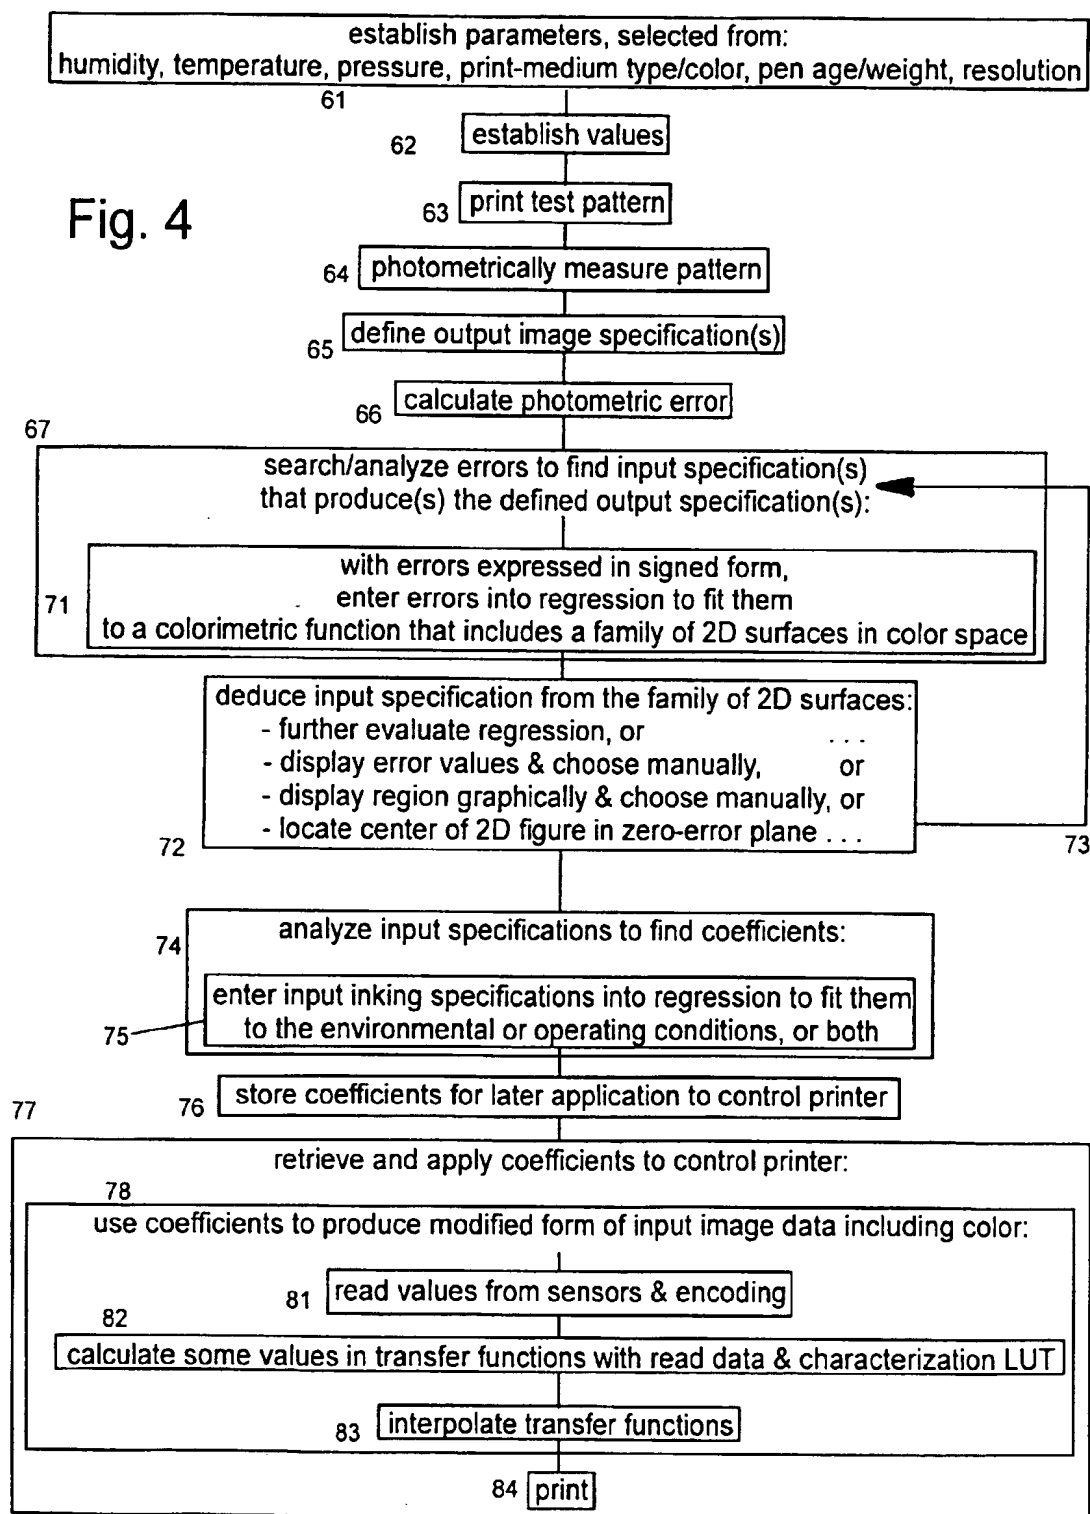 establish parameters, selected from:
humidity, temperature, pressure, print-medium type/color, pen age/weight, resolution
61
62 establish values
Fig. 4
63 print test pattern
64 photometrically measure pattern
65 define output image specification(s)
66 calculate photometric error
67
search/analyze errors to find input specification(s)
that produce(s) the defined output specification(s):
with errors expressed in signed form,
71 enter errors into regression to fit them
to a colorimetric function that includes a family of 2D surfaces in color space
deduce input specification from the family of 2D surfaces:
- further evaluate regression, or ...
- display error values & choose manually, or
- display region graphically & choose manually, or
- locate center of 2D figure in zero-error plane ...
72 73
74 analyze input specifications to find coefficients:
enter input inking specifications into regression to fit them
75 to the environmental or operating conditions, or both
76 store coefficients for later application to control printer
77
retrieve and apply coefficients to control printer:
78
use coefficients to produce modified form of input image data including color:
81 read values from sensors & encoding
82
calculate some values in transfer functions with read data & characterization LUT
83 interpolate transfer functions
84 print